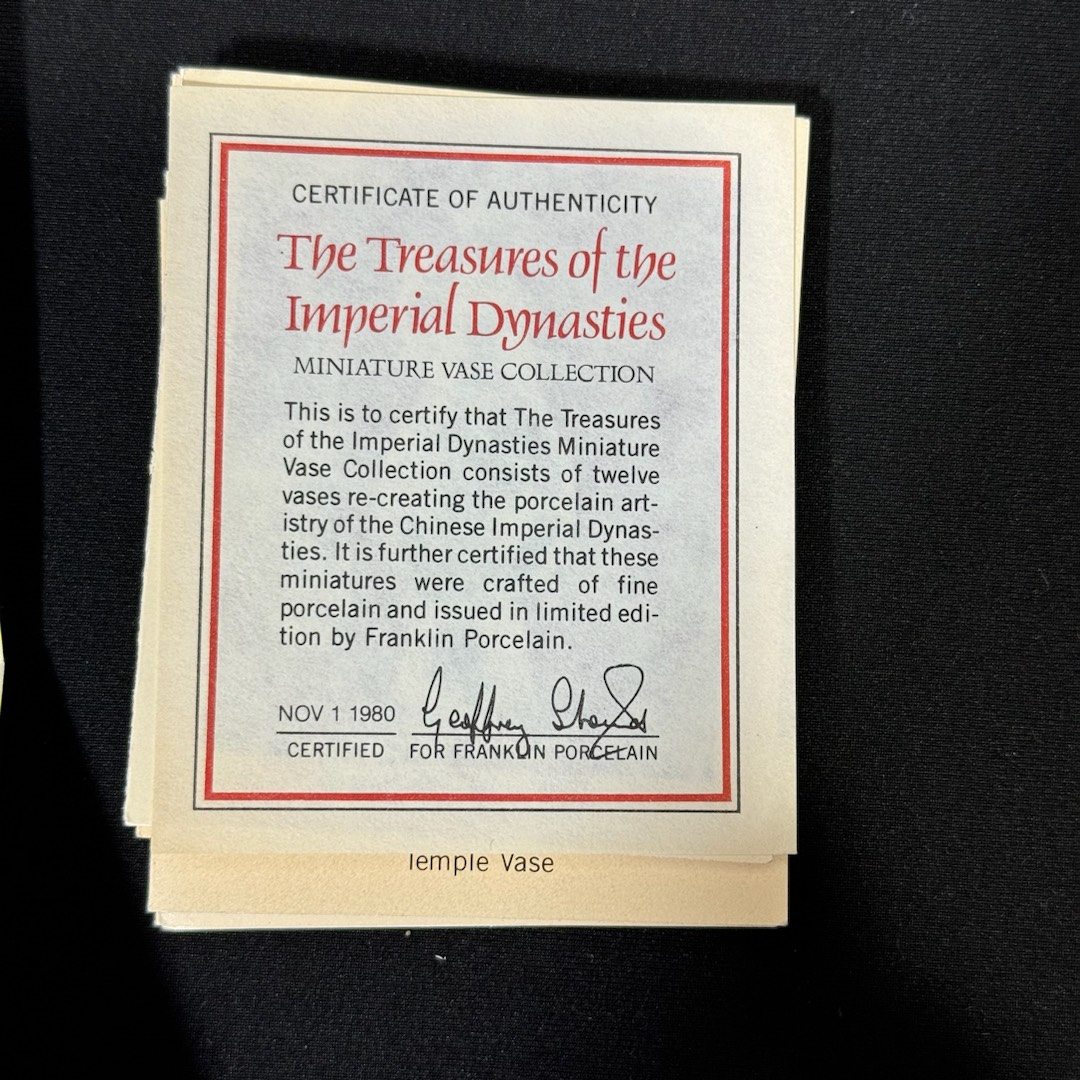 CERTIFICATE OF AUTHENTICITY
The Treasures of the
Imperial Dynasties
MINIATURE VASE COLLECTION
This is to certify that The Treasures
of the Imperial Dynasties Miniature
Vase Collection consists of twelve
vases re-creating the porcelain art-
istry of the Chinese Imperial Dynas-
ties. It is further certified that these
miniatures were crafted of fine
porcelain and issued in limited edi-
tion by Franklin Porcelain.
NOV 1 1980 Geoffrey
CERTIFIED FOR FRANKLIN PORCELAIN
Temple Vase